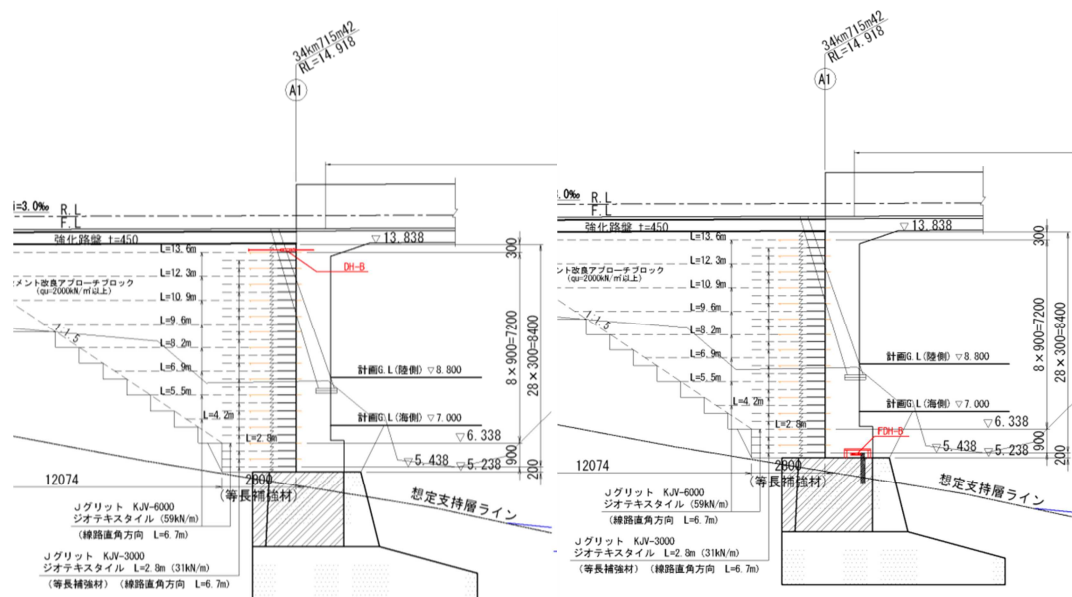 34km715m42
RL=14.918
A1
i=3.0‰
R.L
F.L
強化路盤 t=450
▽13.838
L=13.6m
DH-B
L=12.3m
メント改良アプローチブロック
(qu=2000kN/㎡以上)
L=10.9m
L=9.6m
1:1.5
L=8.2m
L=6.9m
L=5.5m
L=4.2m
L=2.8m
計画G.L(陸側)▽8.800
計画G.L(海側)▽7.000
▽6.338
▽5.438
▽5.238
300
8×900=7200
28×300=8400
900
200
12074
2800
(等長補強材)
想定支持層ライン
Jグリット KJV-6000
ジオテキスタイル(59kN/m)
(線路直角方向 L=6.7m)
Jグリット KJV-3000
ジオテキスタイル L=2.8m(31kN/m)
(等長補強材)(線路直角方向 L=6.7m)
34km715m42
RL=14.918
A1
3.0‰
R.L
F.L
強化路盤 t=450
▽13.838
L=13.6m
L=12.3m
メント改良アプローチブロック
(qu=2000kN/㎡以上)
L=10.9m
L=9.6m
1:1.5
L=8.2m
L=6.9m
L=5.5m
L=4.2m
L=2.8m
計画G.L(陸側)▽8.800
計画G.L(海側)▽7.000
▽6.338
FDH-B
▽5.438
▽5.238
300
8×900=7200
28×300=8400
900
200
12074
2800
(等長補強材)
想定支持層ライン
Jグリット KJV-6000
ジオテキスタイル(59kN/m)
(線路直角方向 L=6.7m)
Jグリット KJV-3000
ジオテキスタイル L=2.8m(31kN/m)
(等長補強材)(線路直角方向 L=6.7m)